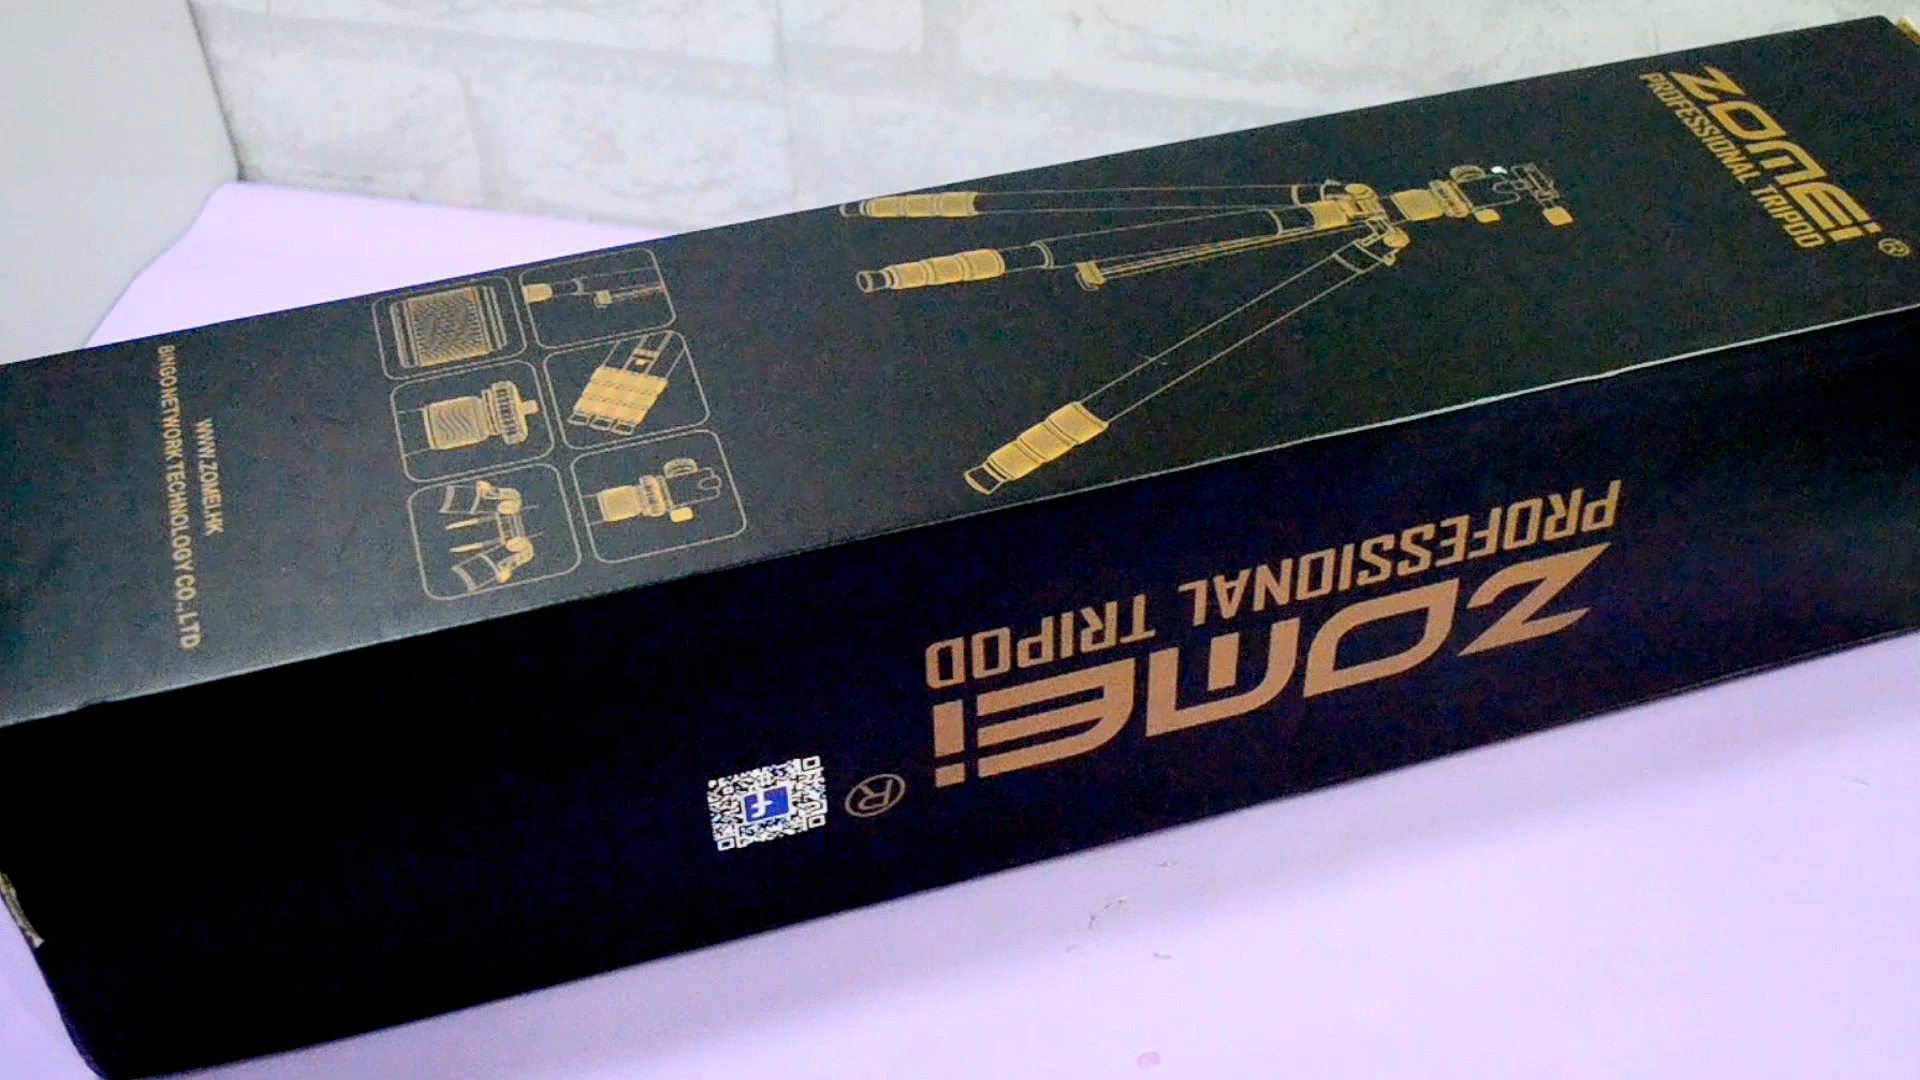 ZOMEi®
PROFESSIONAL TRIPOD
WWW.ZOMEI.HK
BINGO NETWORK TECHNOLOGY CO.,LTD
ZOMEi®
PROFESSIONAL TRIPOD
f